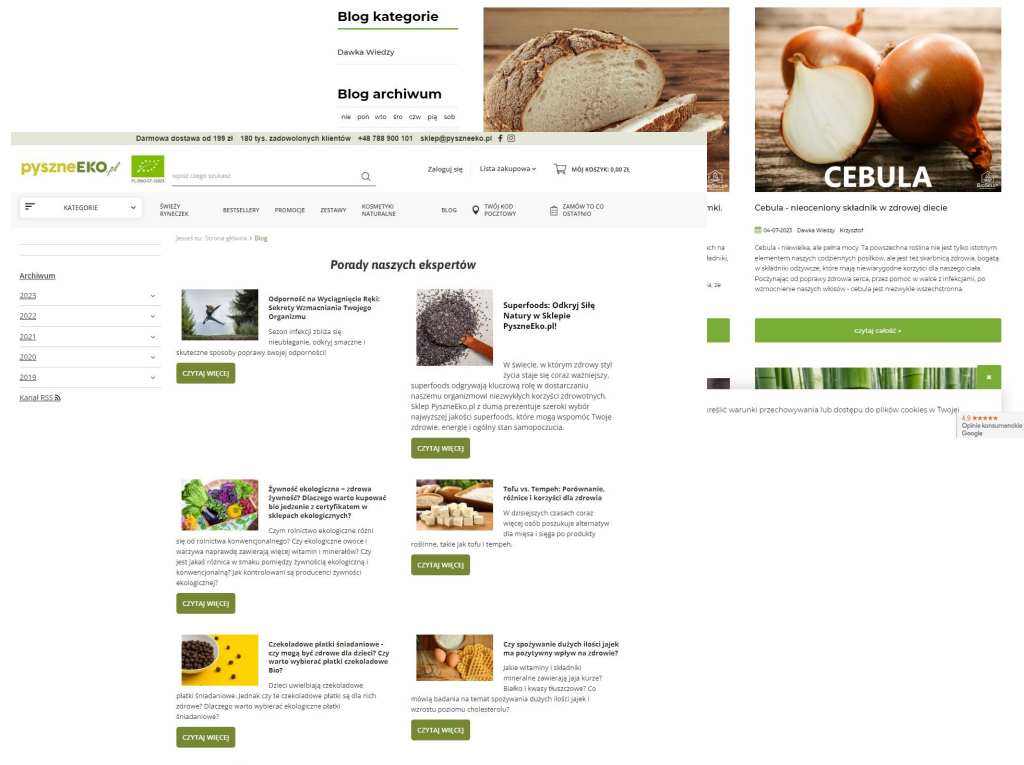 Blog kategorie
Dawka Wiedzy
Blog archiwum
nie pon wto śro czw pią sob
BioSklep
CEBULA
BioSklep
Cebula - nieoceniony składnik w zdrowej diecie
04-07-2023 Dawka Wiedzy Krzysztof
Cebula - niewielka, ale pełna mocy. Ta powszechna roślina nie jest tylko istotnym
elementem naszych codziennych posiłków, ale jest też skarbnicą zdrowia, bogatą
w składniki odżywcze, które mają niewiarygodne korzyści dla naszego ciała.
Począwszy od poprawy zdrowia serca, przez pomoc w walce z infekcjami, po
wzmocnienie naszych włosów - cebula jest niezwykle wszechstronna.
czytaj całość »
reślić warunki przechowywania lub dostępu do plików cookies w Twojej
4.9 ★★★★★
Opinie konsumenckie
Google
Darmowa dostawa od 199 zł 180 tys. zadowolonych klientów +48 788 900 101 sklep@pyszneeko.pl
pyszneEKO.pl
PL-EKO-07-12925
wpisz czego szukasz
Zaloguj się
Lista zakupowa
MÓJ KOSZYK: 0,00 ZŁ
KATEGORIE
ŚWIEŻY
RYNECZEK
BESTSELLERY
PROMOCJE
ZESTAWY
KOSMETYKI
NATURALNE
BLOG
TWÓJ KOD
POCZTOWY
ZAMÓW TO CO
OSTATNIO
Jesteś tu: Strona główna > Blog
Archiwum
2023
2022
2021
2020
2019
Kanał RSS
Porady naszych ekspertów
Odporność na Wyciągnięcie Ręki:
Sekrety Wzmacniania Twojego
Organizmu
Sezon infekcji zbliża się
nieubłaganie, odkryj smaczne i
skuteczne sposoby poprawy swojej odporności!
CZYTAJ WIĘCEJ
Superfoods: Odkryj Siłę
Natury w Sklepie
PyszneEko.pl!
W świecie, w którym zdrowy styl
życia staje się coraz ważniejszy,
superfoods odgrywają kluczową rolę w dostarczaniu
naszemu organizmowi niezwykłych korzyści zdrowotnych.
Sklep PyszneEko.pl z dumą prezentuje szeroki wybór
najwyższej jakości superfoods, które mogą wspomóc Twoje
zdrowie, energię i ogólny stan samopoczucia.
CZYTAJ WIĘCEJ
Żywność ekologiczna – zdrowa
żywność? Dlaczego warto kupować
bio jedzenie z certyfikatem w
sklepach ekologicznych?
Czym rolnictwo ekologiczne różni
się od rolnictwa konwencjonalnego? Czy ekologiczne owoce i
warzywa naprawdę zawierają więcej witamin i minerałów? Czy
jest jakaś różnica w smaku pomiędzy żywnością ekologiczną i
konwencjonalną? Jak kontrolowani są producenci żywności
ekologicznej?
CZYTAJ WIĘCEJ
Tofu vs. Tempeh: Porównanie,
różnice i korzyści dla zdrowia
W dzisiejszych czasach coraz
więcej osób poszukuje alternatyw
dla mięsa i sięga po produkty
roślinne, takie jak tofu i tempeh.
CZYTAJ WIĘCEJ
Czekoladowe płatki śniadaniowe -
czy mogą być zdrowe dla dzieci? Czy
warto wybierać płatki czekoladowe
Bio?
Dzieci uwielbiają czekoladowe
płatki śniadaniowe. Jednak czy te czekoladowe płatki są dla nich
zdrowe? Dlaczego warto wybierać ekologiczne płatki
śniadaniowe?
CZYTAJ WIĘCEJ
Czy spożywanie dużych ilości jajek
ma pozytywny wpływ na zdrowie?
Jakie witaminy i składniki
mineralne zawierają jaja kurze?
Białko i kwasy tłuszczowe? Co
mówią badania na temat spożywania dużych ilości jajek i
wzrostu poziomu cholesterolu?
CZYTAJ WIĘCEJ